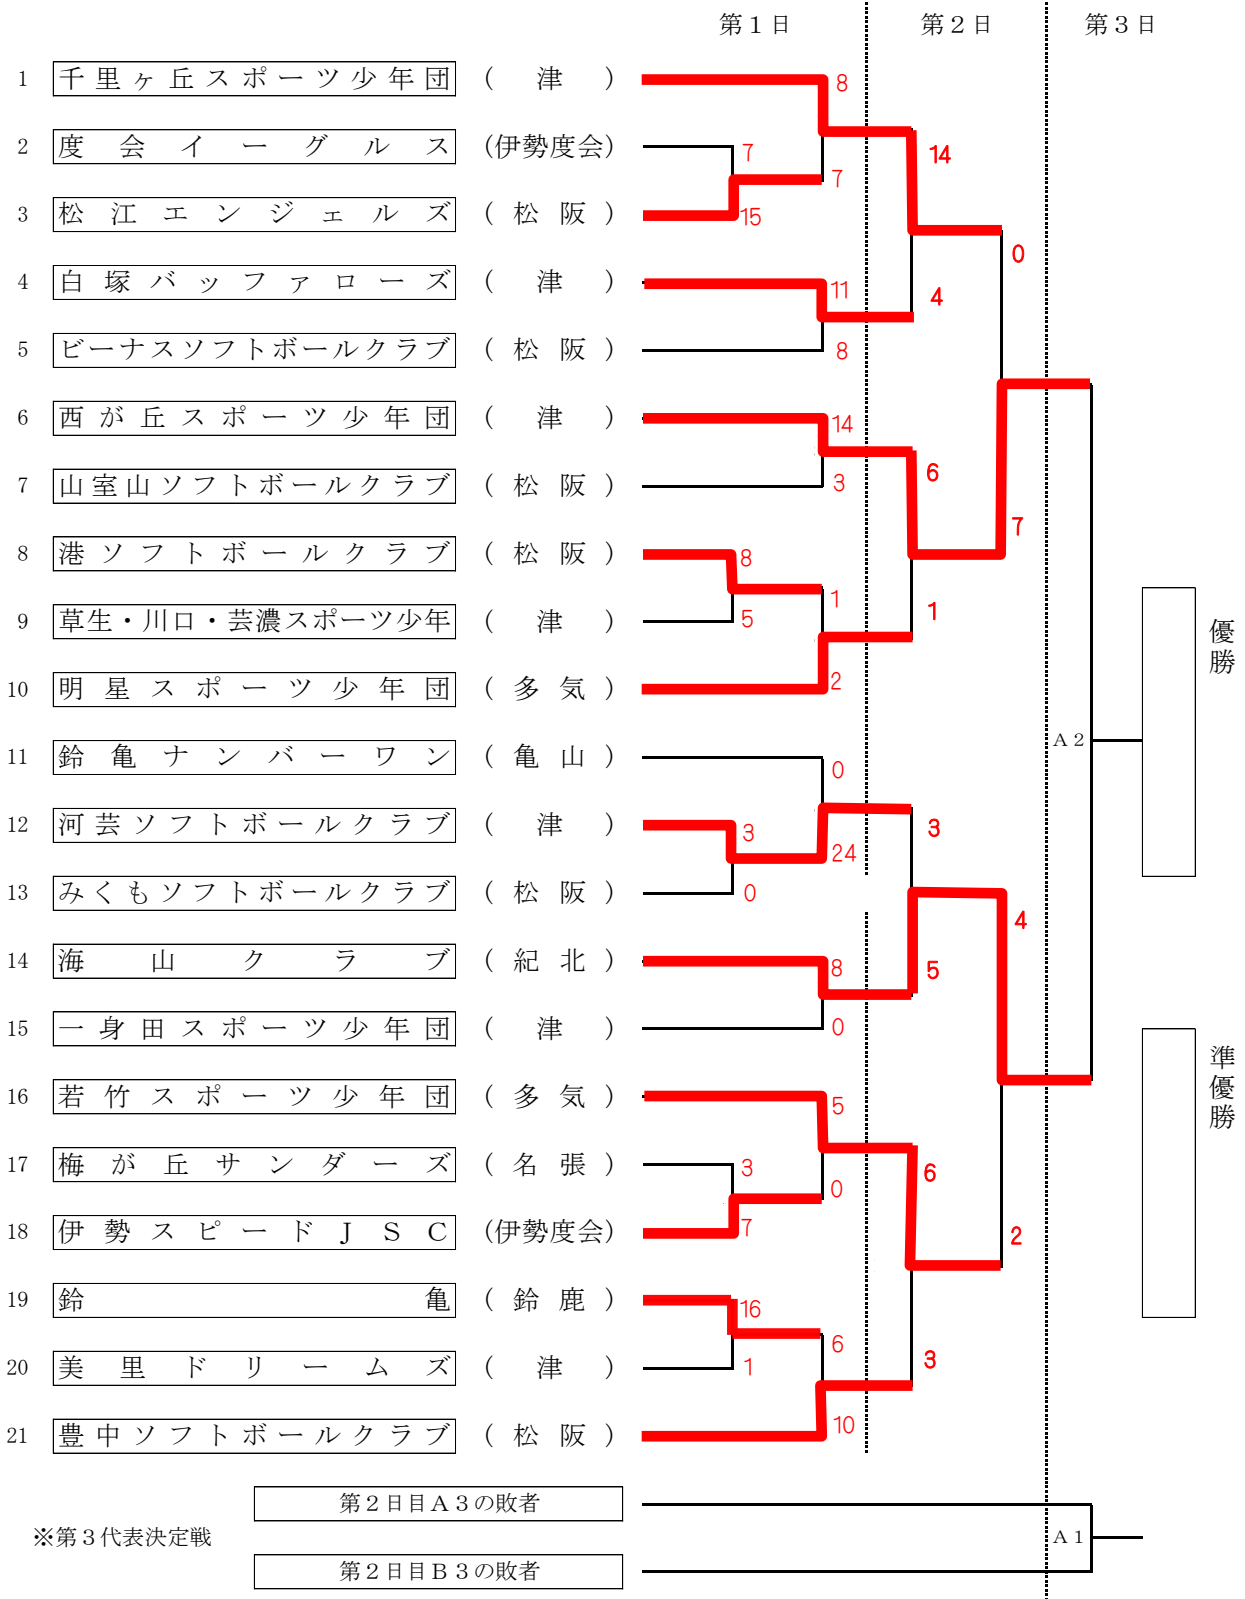 第１日　第２日　第３日
1 千里ヶ丘スポーツ少年団 （ 津 ） 8
14
2 度会イーグルス (伊勢度会) 7
7
3 松江エンジェルズ （ 松阪 ） 15
0
4 白塚バッファローズ （ 津 ） 11
4
5 ビーナスソフトボールクラブ （ 松阪 ） 8
6 西が丘スポーツ少年団 （ 津 ） 14
6
7 山室山ソフトボールクラブ （ 松阪 ） 3
7
8 港ソフトボールクラブ （ 松阪 ） 8
1
9 草生・川口・芸濃スポーツ少年 （ 津 ） 5
1
優勝
10 明星スポーツ少年団 （ 多気 ） 2
A２
11 鈴亀ナンバーワン （ 亀山 ） 0
12 河芸ソフトボールクラブ （ 津 ） 3
3
24
13 みくもソフトボールクラブ （ 松阪 ） 0
4
14 海山クラブ （ 紀北 ） 8
5
15 一身田スポーツ少年団 （ 津 ） 0
準優勝
16 若竹スポーツ少年団 （ 多気 ） 5
17 梅が丘サンダーズ （ 名張 ） 3
6
0
18 伊勢スピードＪＳＣ (伊勢度会) 7
2
19 鈴亀 （ 鈴鹿 ） 16
6
20 美里ドリームズ （ 津 ） 1
3
21 豊中ソフトボールクラブ （ 松阪 ） 10
第２日目Ａ３の敗者
※第３代表決定戦
A１
第２日目Ｂ３の敗者